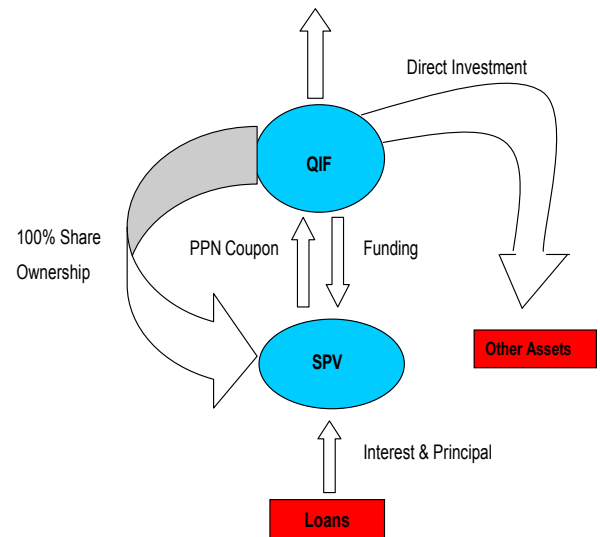 Direct Investment
QIF
100% Share
Ownership
PPN Coupon
Funding
Other Assets
SPV
Interest & Principal
Loans